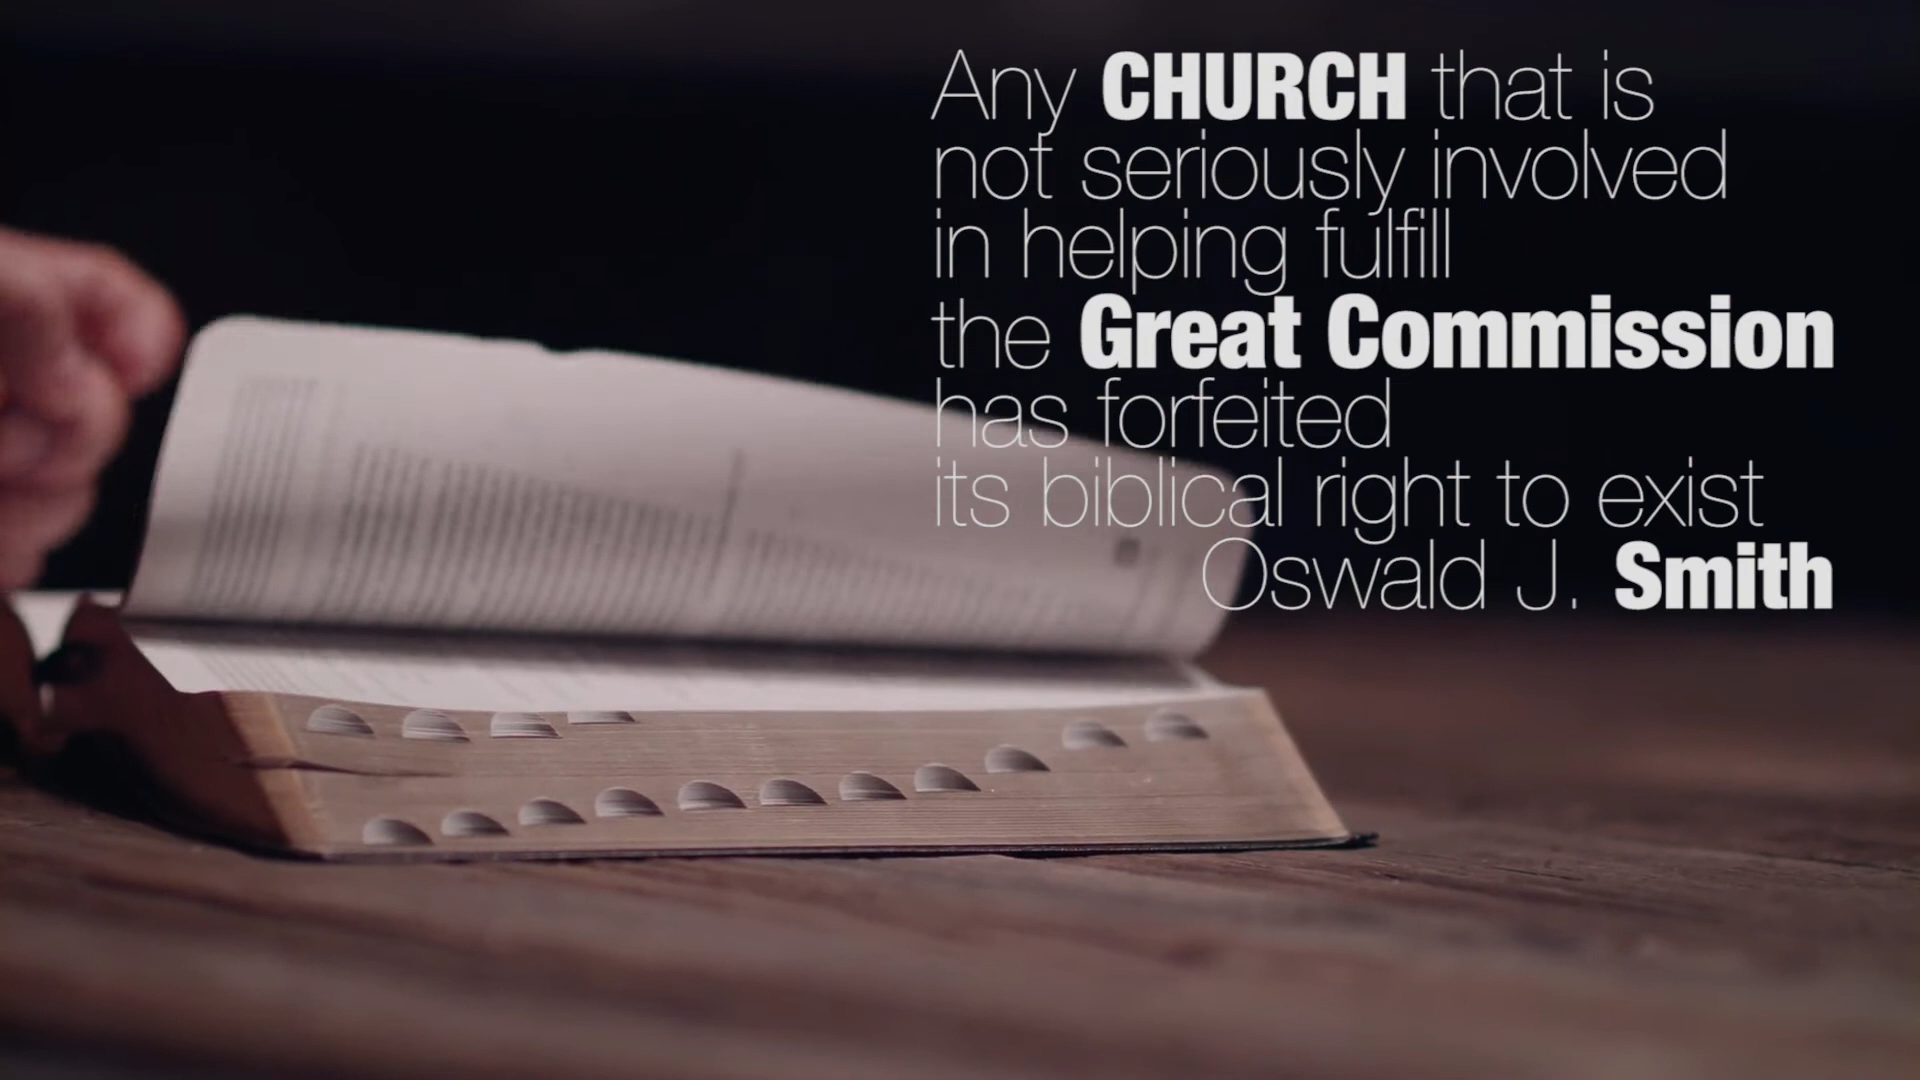 Any CHURCH that is
not seriously involved
in helping fulfill
the Great Commission
has forfeited
its biblical right to exist
Oswald J. Smith